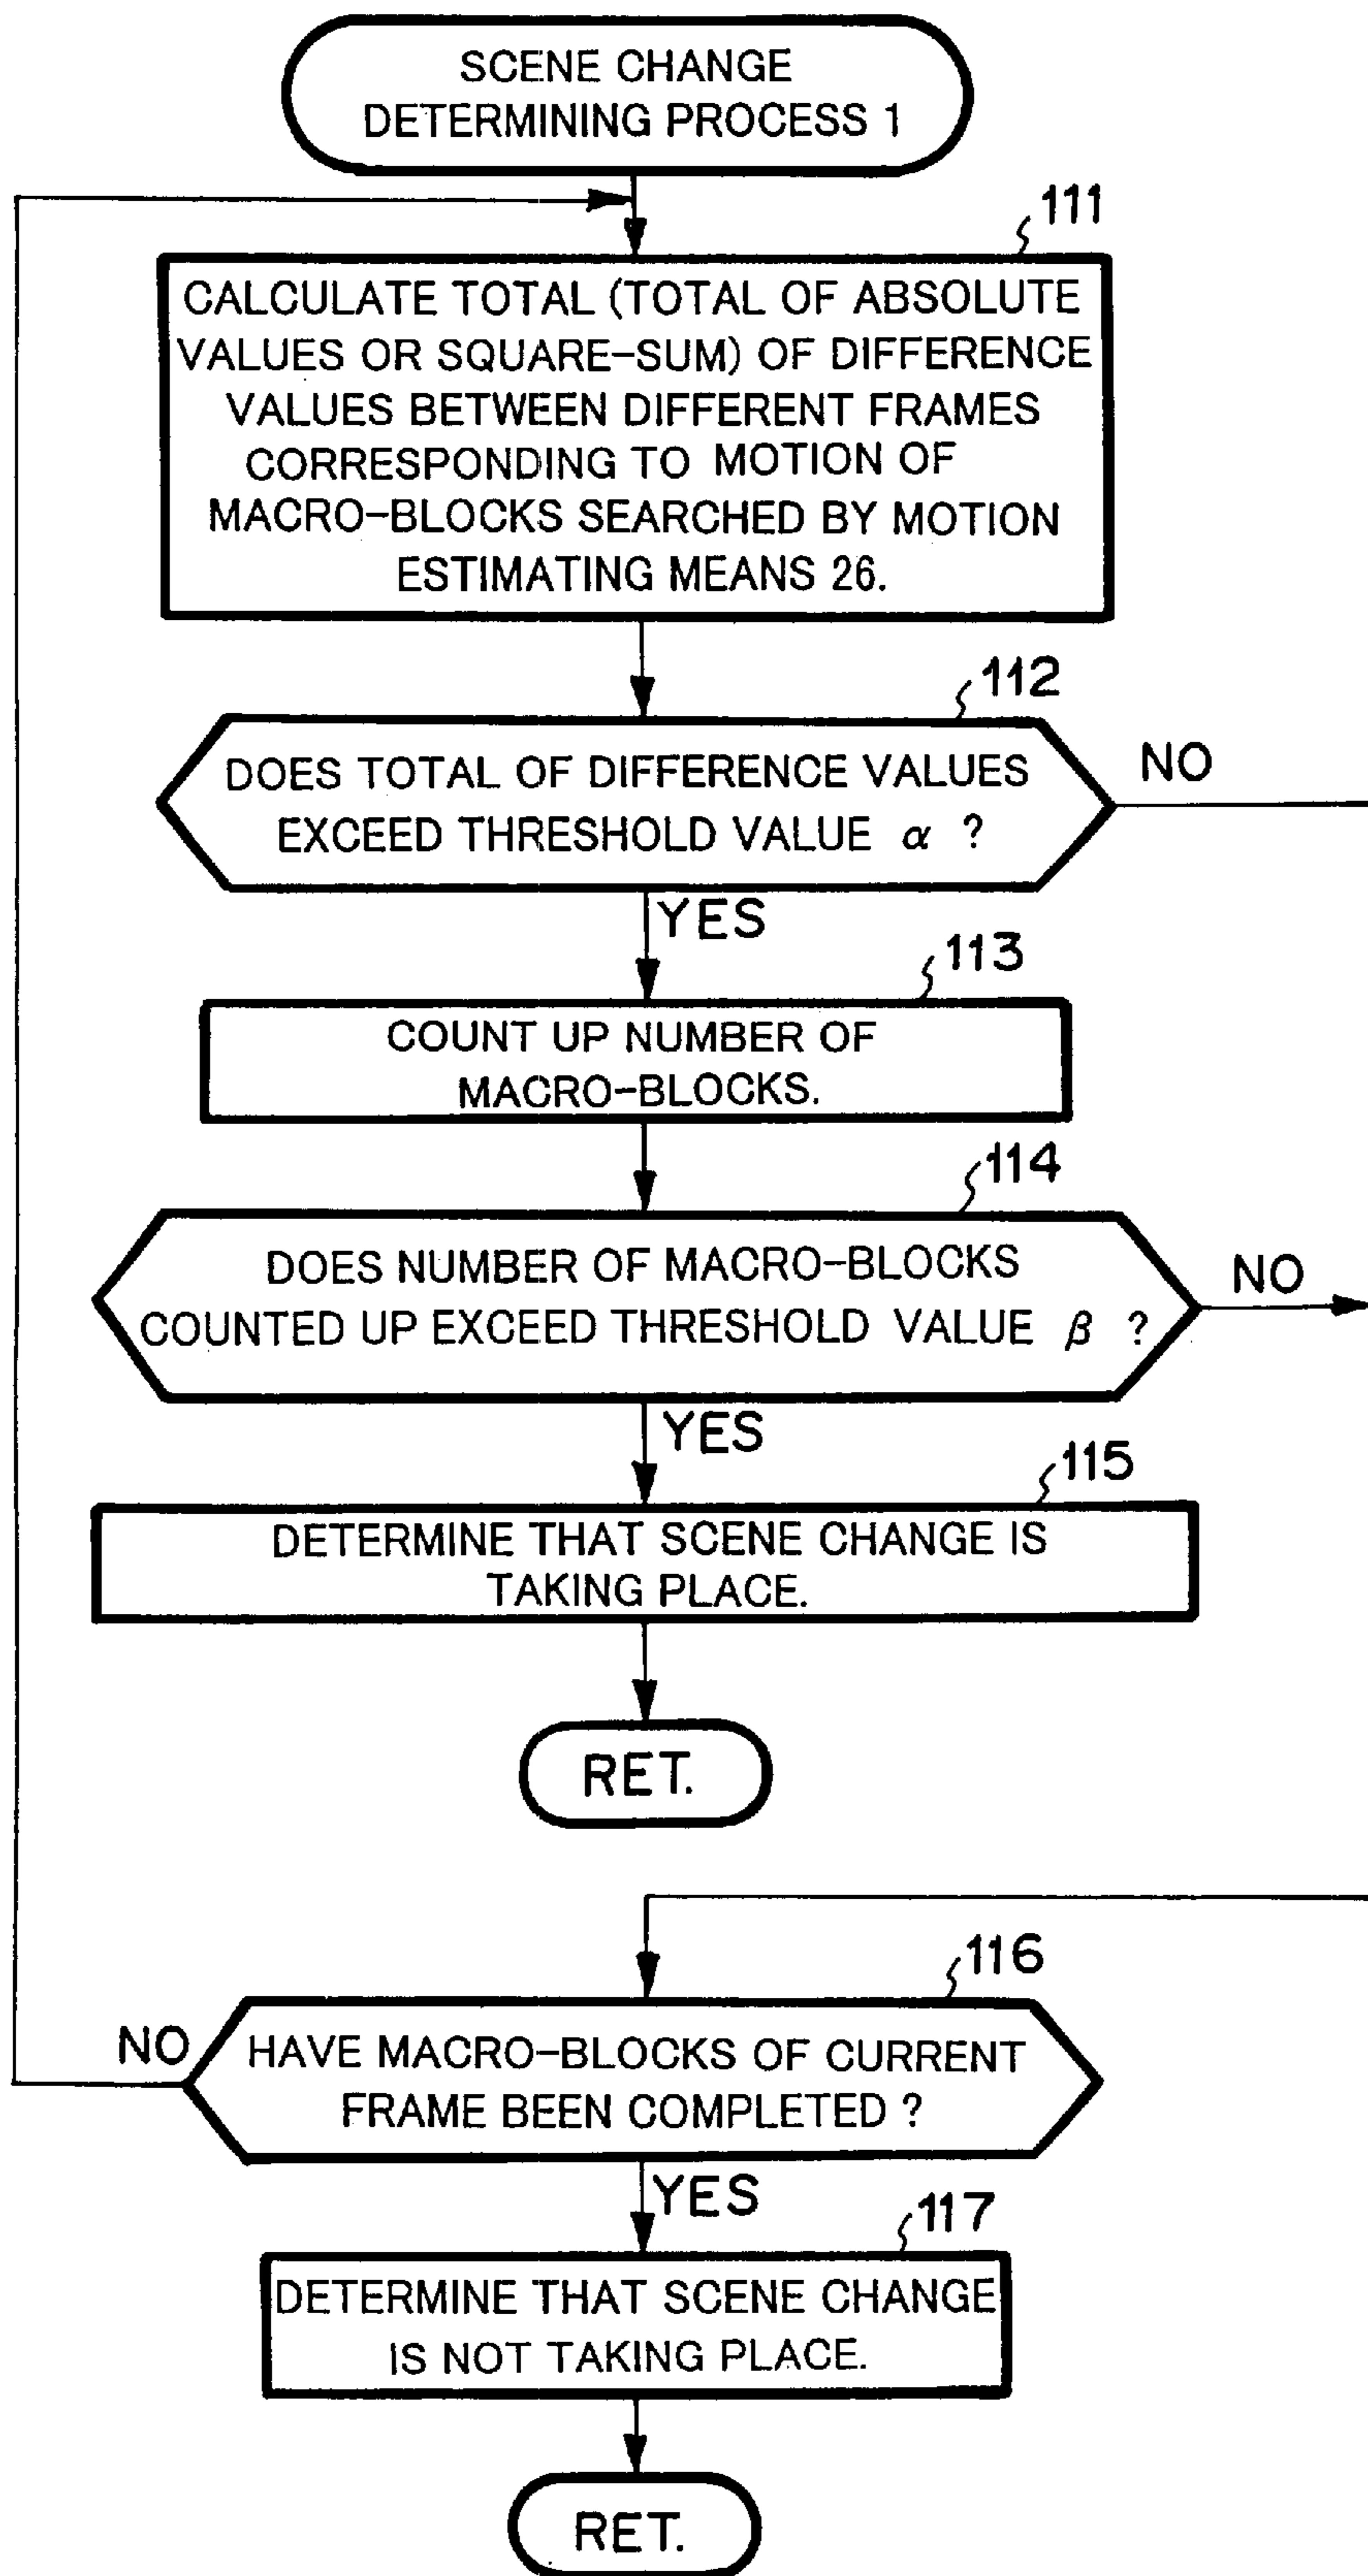 SCENE CHANGE
DETERMINING PROCESS 1
111
CALCULATE TOTAL (TOTAL OF ABSOLUTE
VALUES OR SQUARE-SUM) OF DIFFERENCE
VALUES BETWEEN DIFFERENT FRAMES
CORRESPONDING TO MOTION OF
MACRO-BLOCKS SEARCHED BY MOTION
ESTIMATING MEANS 26.
112
DOES TOTAL OF DIFFERENCE VALUES
EXCEED THRESHOLD VALUE α ?
NO
YES
113
COUNT UP NUMBER OF
MACRO-BLOCKS.
114
DOES NUMBER OF MACRO-BLOCKS
COUNTED UP EXCEED THRESHOLD VALUE β ?
NO
YES
115
DETERMINE THAT SCENE CHANGE IS
TAKING PLACE.
RET.
116
NO
HAVE MACRO-BLOCKS OF CURRENT
FRAME BEEN COMPLETED ?
YES
117
DETERMINE THAT SCENE CHANGE
IS NOT TAKING PLACE.
RET.